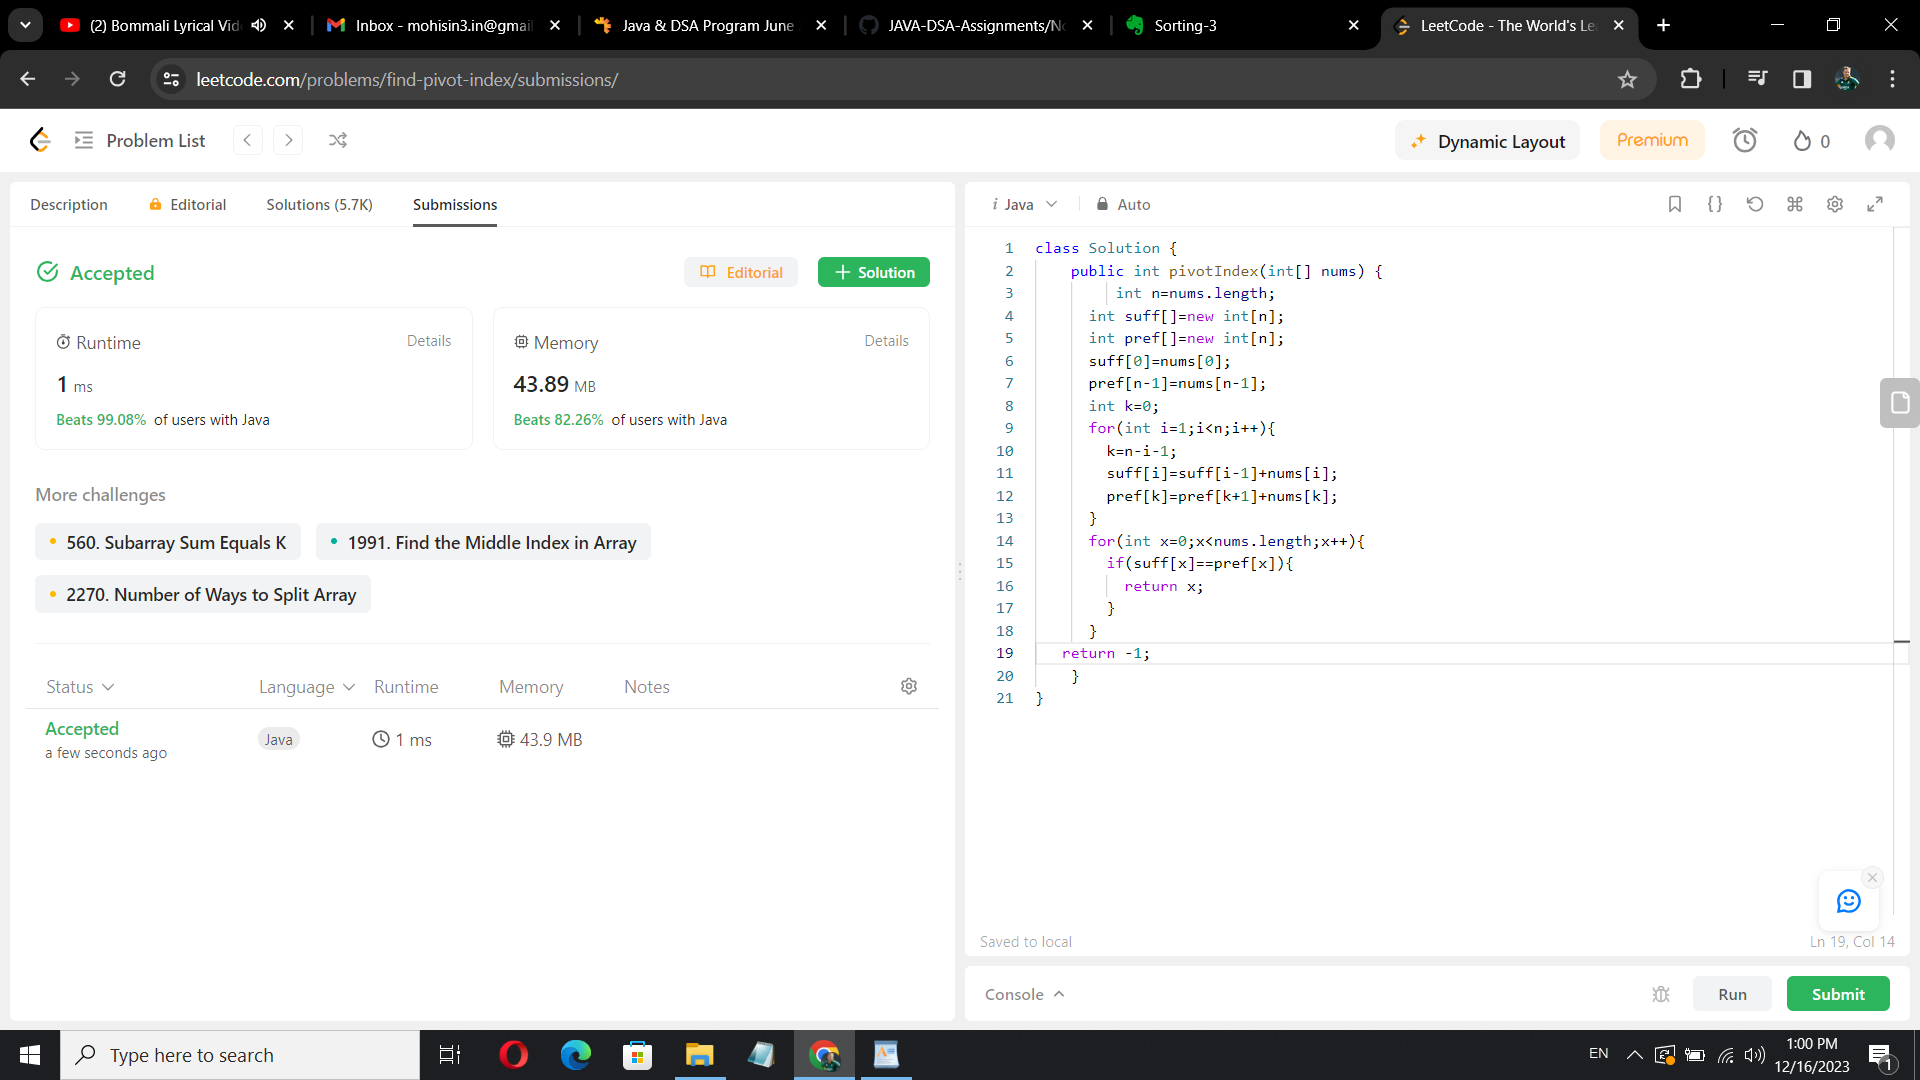 (2) Bommali Lyrical Vid
Inbox - mohisin3.in@gmail
Java & DSA Program June
JAVA-DSA-Assignments/No
Sorting-3
LeetCode - The World's Le
leetcode.com/problems/find-pivot-index/submissions/
Problem List
Dynamic Layout
Premium
0
Description
Editorial
Solutions (5.7K)
Submissions
Accepted
Editorial
+ Solution
Runtime
Details
1 ms
Beats 99.08% of users with Java
Memory
Details
43.89 MB
Beats 82.26% of users with Java
More challenges
560. Subarray Sum Equals K
1991. Find the Middle Index in Array
2270. Number of Ways to Split Array
Status Language Runtime Memory Notes
Accepted
a few seconds ago
Java
1 ms
43.9 MB
i Java
Auto
1 class Solution {
2 public int pivotIndex(int[] nums) {
3 int n=nums.length;
4 int suff[]=new int[n];
5 int pref[]=new int[n];
6 suff[0]=nums[0];
7 pref[n-1]=nums[n-1];
8 int k=0;
9 for(int i=1;i<n;i++){
10 k=n-i-1;
11 suff[i]=suff[i-1]+nums[i];
12 pref[k]=pref[k+1]+nums[k];
13 }
14 for(int x=0;x<nums.length;x++){
15 if(suff[x]==pref[x]){
16 return x;
17 }
18 }
19 return -1;
20 }
21 }
Saved to local
Ln 19, Col 14
Console
Run
Submit
Type here to search
EN
1:00 PM
12/16/2023
1